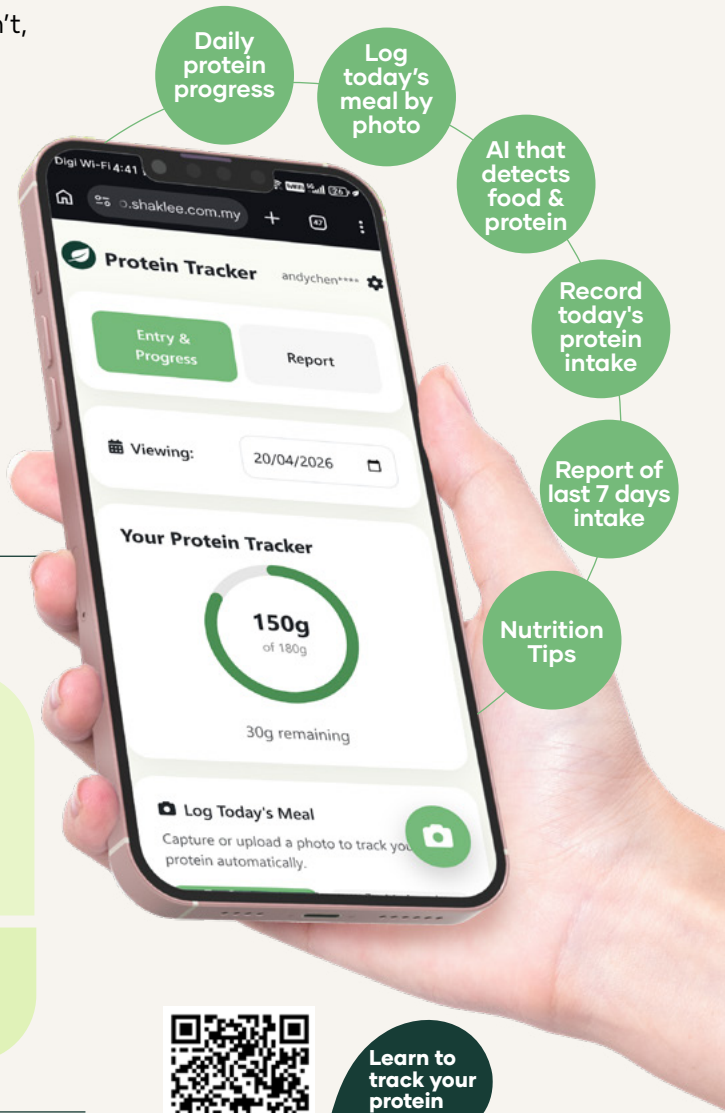 n't,
Daily
protein
progress
Log
today's
meal by
photo
AI that
detects
food &
protein
Record
today's
protein
intake
Report of
last 7 days
intake
Nutrition
Tips
Digi Wi-Fi 4:41
o.shaklee.com.my
47
Protein Tracker
andychen****
Entry &
Progress
Report
Viewing:
20/04/2026
Your Protein Tracker
150g
of 180g
30g remaining
Log Today's Meal
Capture or upload a photo to track you
protein automatically.
Learn to
track your
protein